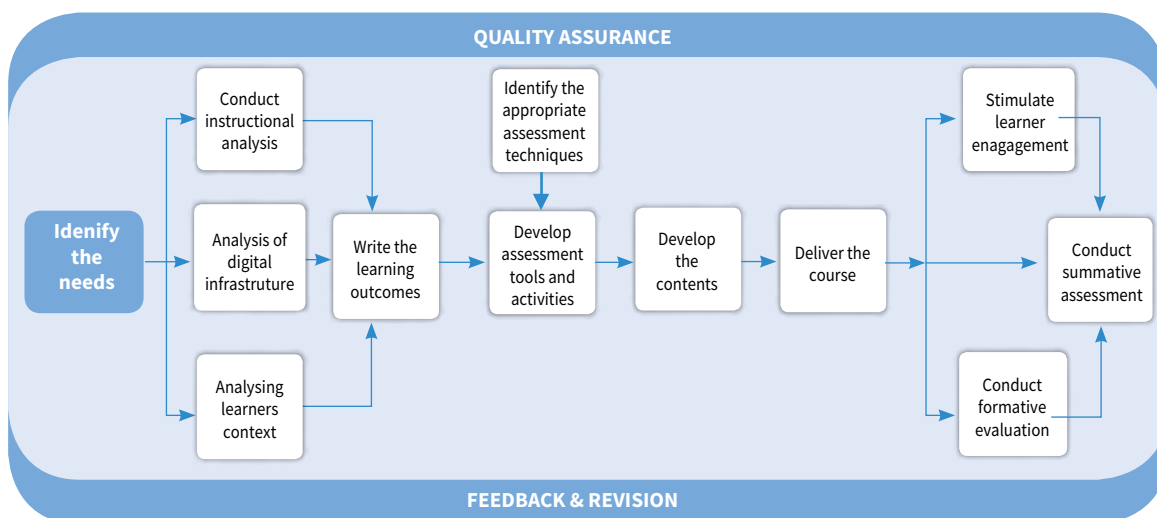 QUALITY ASSURANCE
Idenify
the
needs
Conduct
instructional
analysis
Analysis of
digital
infrastruture
Analysing
learners
context
Write the
learning
outcomes
Identify the
appropriate
assessment
techniques
Develop
assessment
tools and
activities
Develop
the
contents
Deliver the
course
Stimulate
learner
enagagement
Conduct
summative
assessment
Conduct
formative
evaluation
FEEDBACK & REVISION